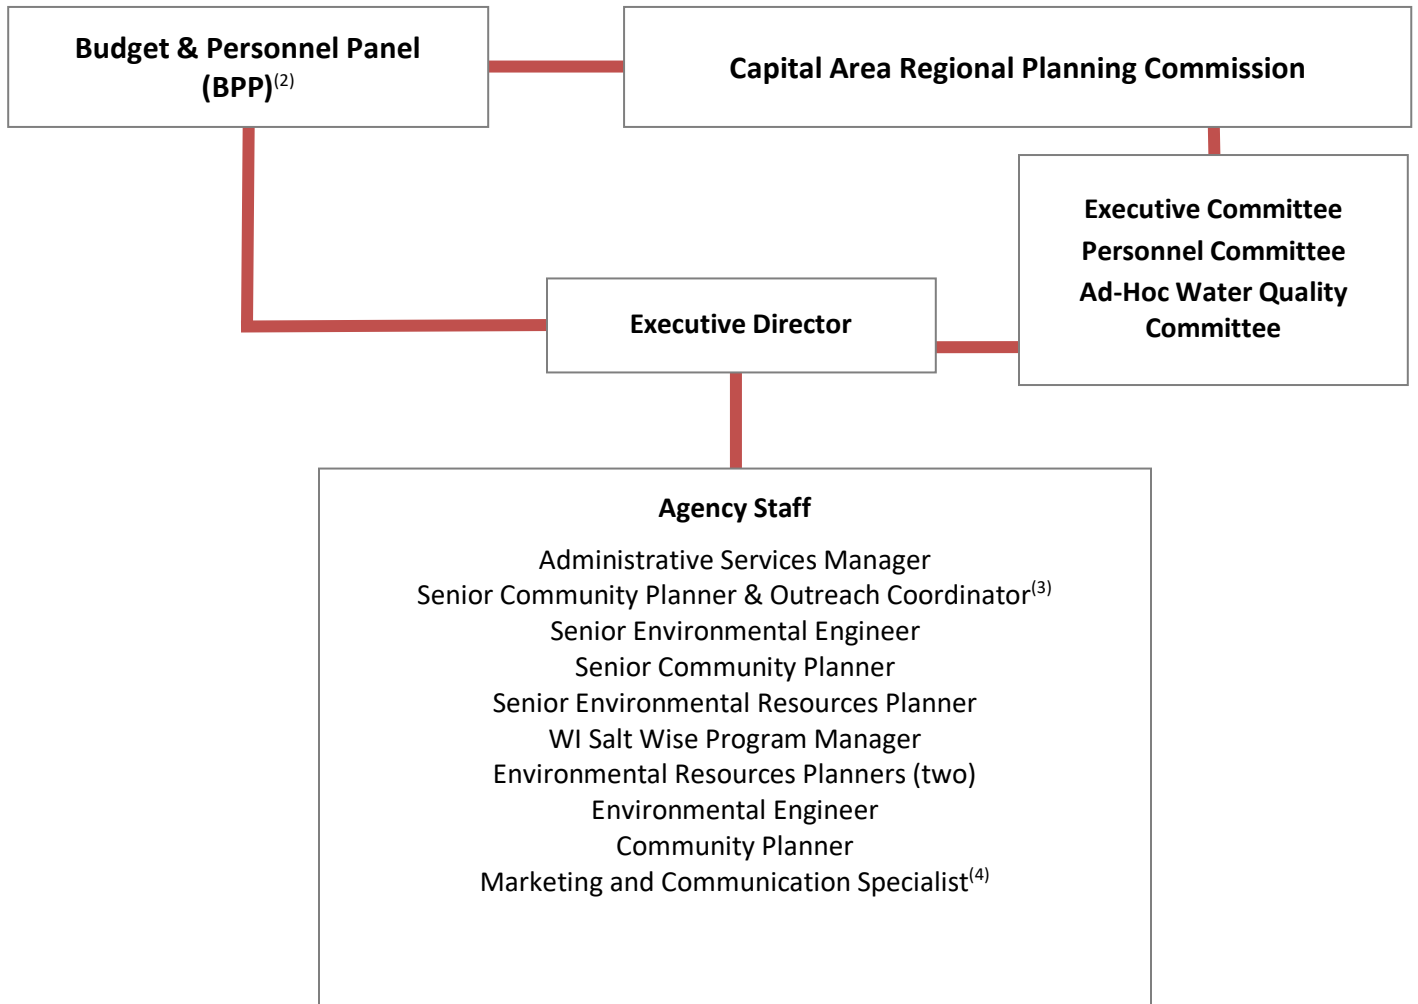 Budget & Personnel Panel
(BPP)(2)
Capital Area Regional Planning Commission
Executive Committee
Personnel Committee
Ad-Hoc Water Quality
Committee
Executive Director
Agency Staff
Administrative Services Manager
Senior Community Planner & Outreach Coordinator(3)
Senior Environmental Engineer
Senior Community Planner
Senior Environmental Resources Planner
WI Salt Wise Program Manager
Environmental Resources Planners (two)
Environmental Engineer
Community Planner
Marketing and Communication Specialist(4)